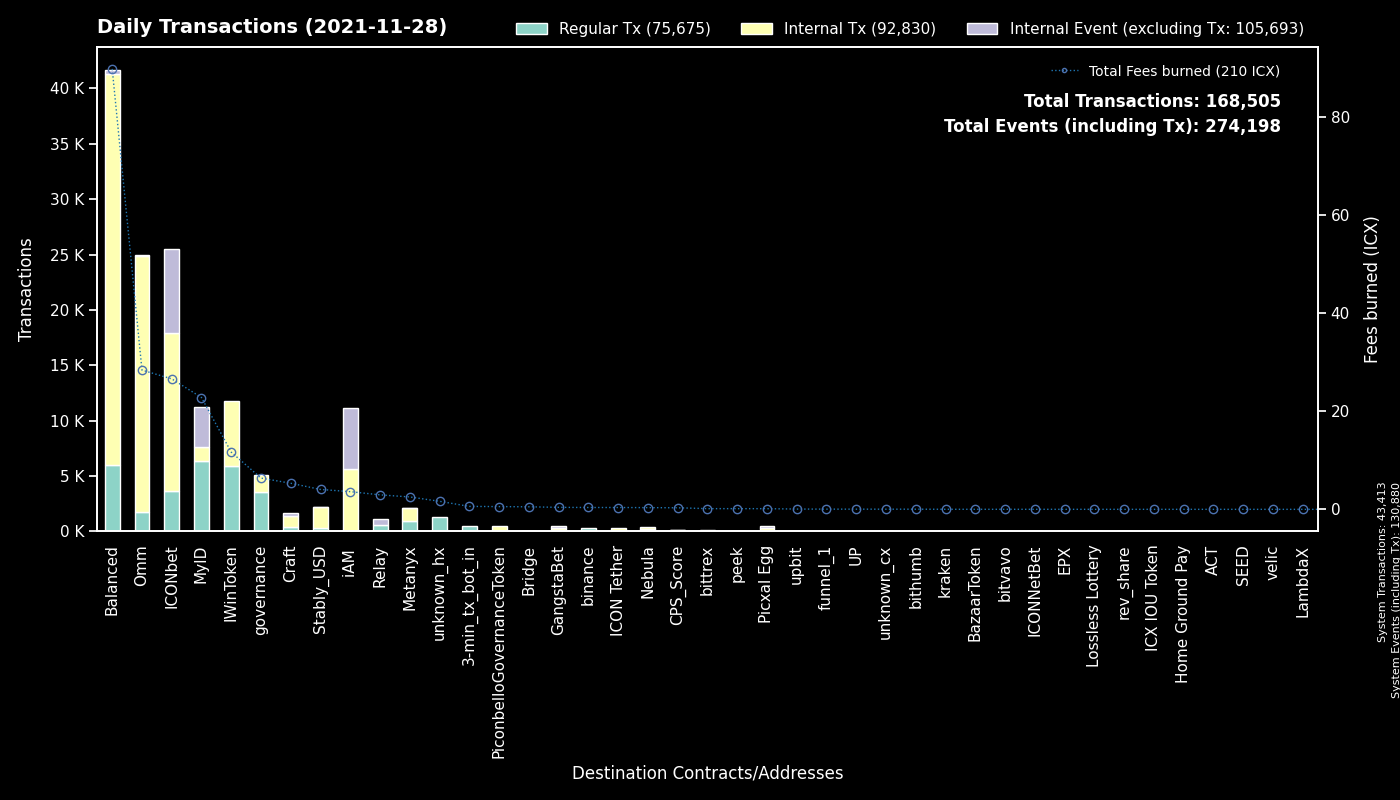 Daily Transactions (2021-11-28)
Regular Tx (75,675)
Internal Tx (92,830)
Internal Event (excluding Tx: 105,693)
Total Fees burned (210 ICX)
Total Transactions: 168,505
Total Events (including Tx): 274,198
Transactions
40 K
35 K
30 K
25 K
20 K
15 K
10 K
5 K
0 K
80
60
40
20
0
Fees burned (ICX)
Balanced
Omm
ICONbet
MyID
IWinToken
governance
Craft
Stably_USD
iAM
Relay
Metanyx
unknown_hx
3-min_tx_bot_in
PiconbelloGovernanceToken
Bridge
GangstaBet
binance
ICON Tether
Nebula
CPS_Score
bittrex
peek
Picxal Egg
upbit
funnel_1
UP
unknown_cx
bithumb
kraken
BazaarToken
bitvavo
ICONNetBet
EPX
Lossless Lottery
rev_share
ICX IOU Token
Home Ground Pay
ACT
SEED
velic
LambdaX
Destination Contracts/Addresses
System Transactions: 43,413
System Events (including Tx): 130,880